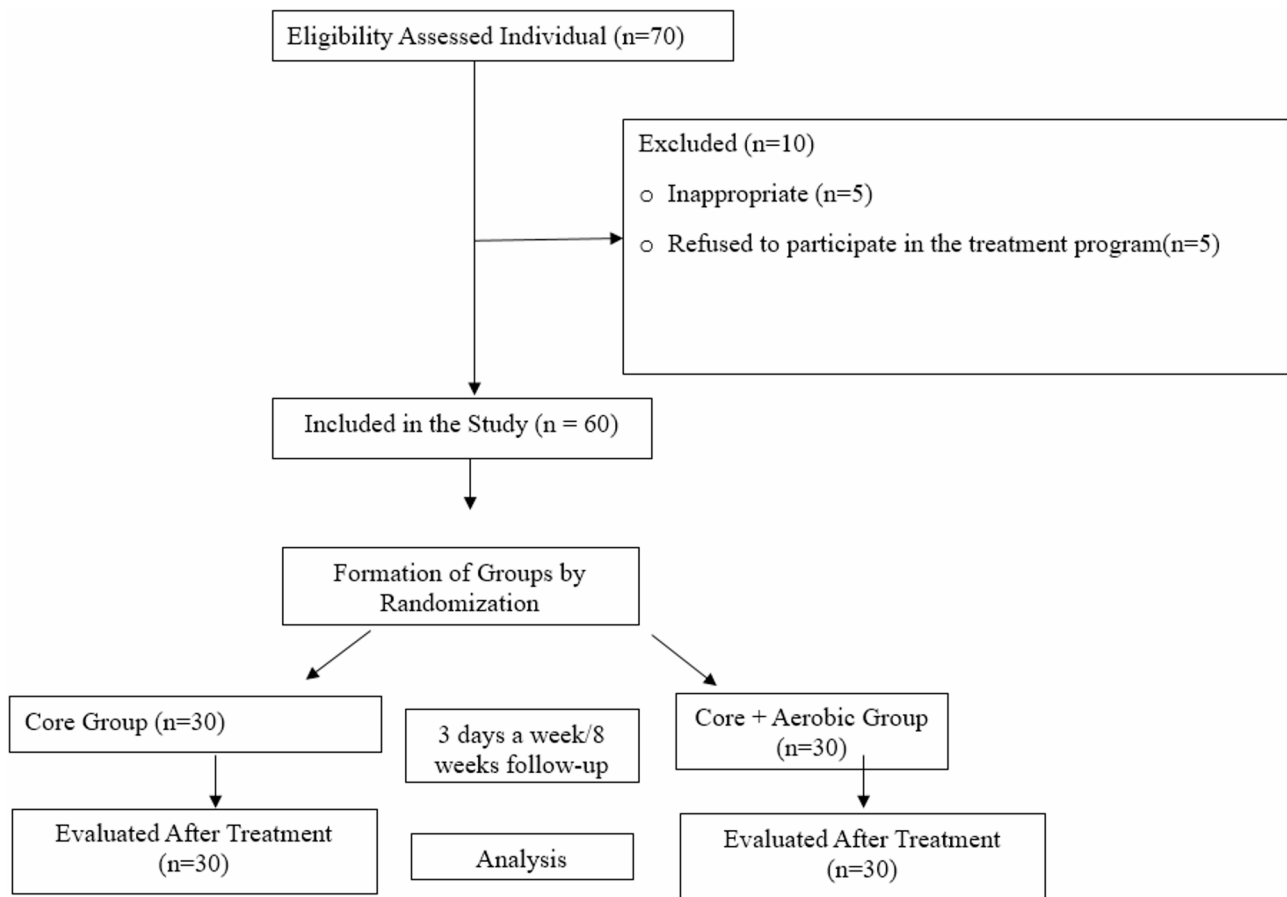 Eligibility Assessed Individual (n=70)
Excluded (n=10)
o Inappropriate (n=5)
o Refused to participate in the treatment program(n=5)
Included in the Study (n = 60)
Formation of Groups by
Randomization
Core Group (n=30)
3 days a week/8
weeks follow-up
Core + Aerobic Group
(n=30)
Evaluated After Treatment
(n=30)
Analysis
Evaluated After Treatment
(n=30)